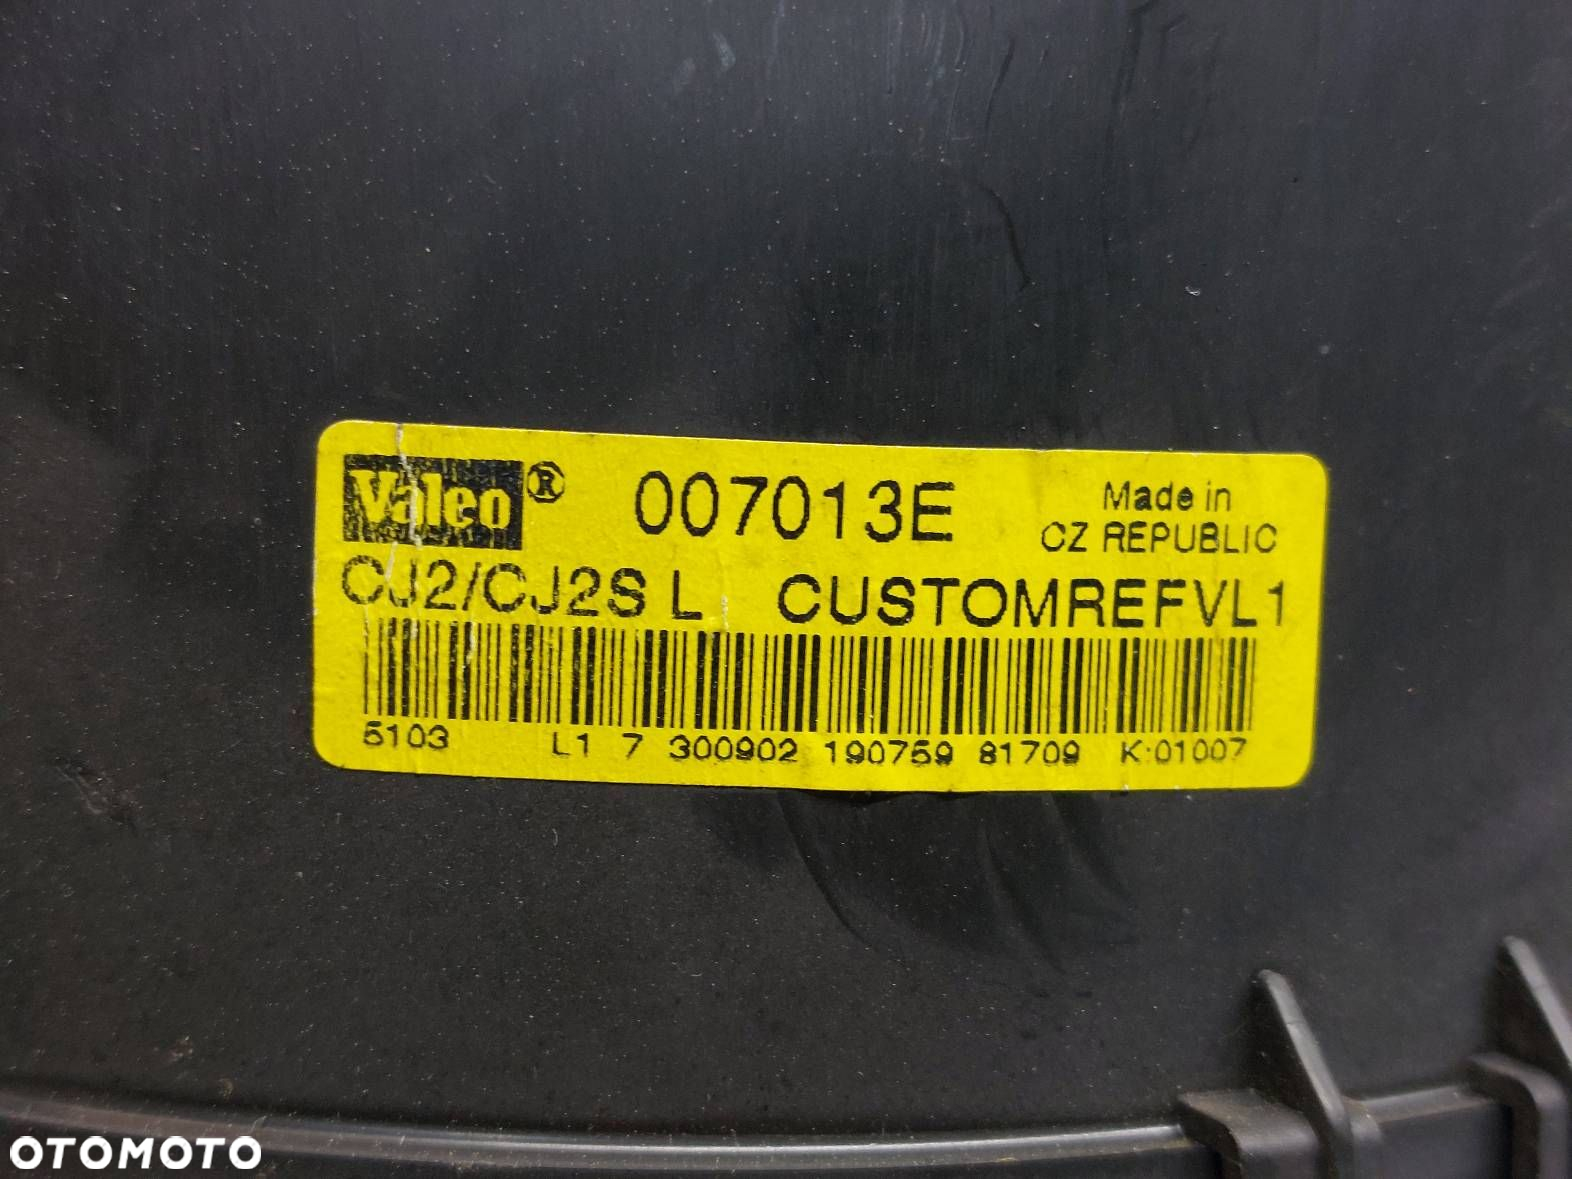 Valeo® 007013E Made in
CZ REPUBLIC
CJ2/CJ2S L CUSTOMREFVL1
5103 L1 7 300902 190759 81709 K:01007
OTOMOTO